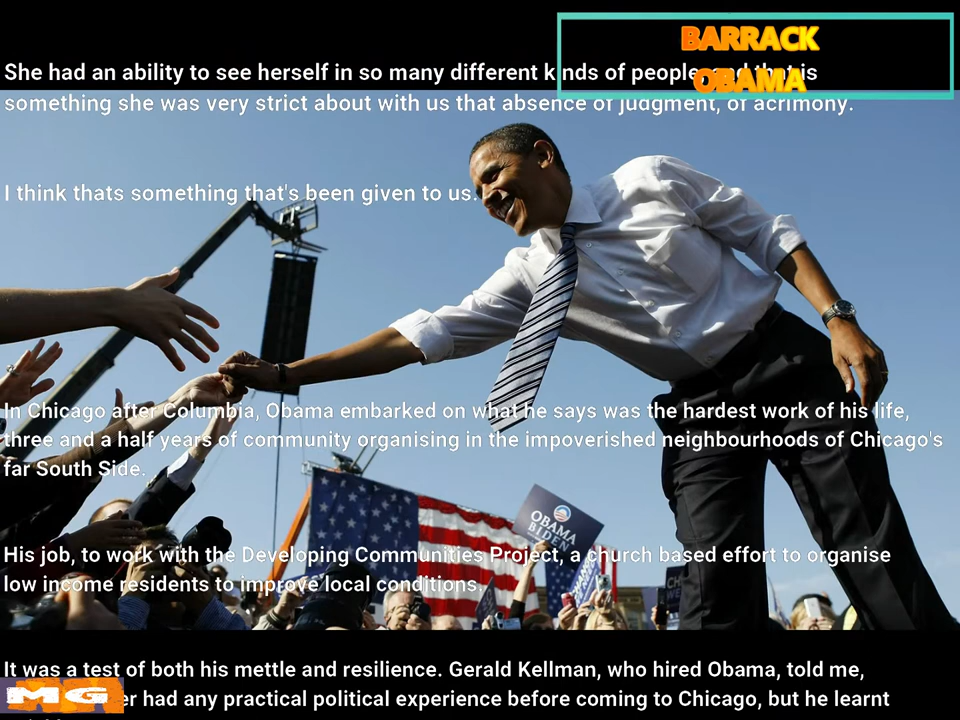 BARRACK
OBAMA
She had an ability to see herself in so many different kinds of people, and that is
something she was very strict about with us that absence of judgment, of acrimony.
I think thats something that's been given to us.
In Chicago after Columbia, Obama embarked on what he says was the hardest work of his life,
three and a half years of community organising in the impoverished neighbourhoods of Chicago's
far South Side.
OBAMA
BIDEN
His job, to work with the Developing Communities Project, a church based effort to organise
low income residents to improve local conditions.
It was a test of both his mettle and resilience. Gerald Kellman, who hired Obama, told me,
had any practical political experience before coming to Chicago, but he learnt
MG